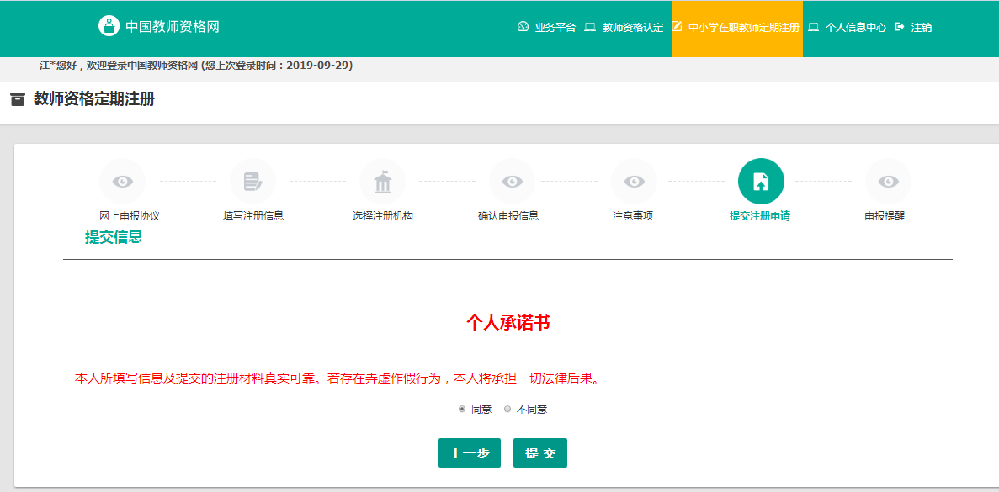 中国教师资格网
业务平台 教师资格认定 中小学在职教师定期注册 个人信息中心 注销
江*您好，欢迎登录中国教师资格网 (您上次登录时间：2019-09-29)
教师资格定期注册
网上申报协议 填写注册信息 选择注册机构 确认申报信息 注意事项 提交注册申请 申报提醒
提交信息
个人承诺书
本人所填写信息及提交的注册材料真实可靠。若存在弄虚作假行为，本人将承担一切法律后果。
同意 不同意
上一步 提 交